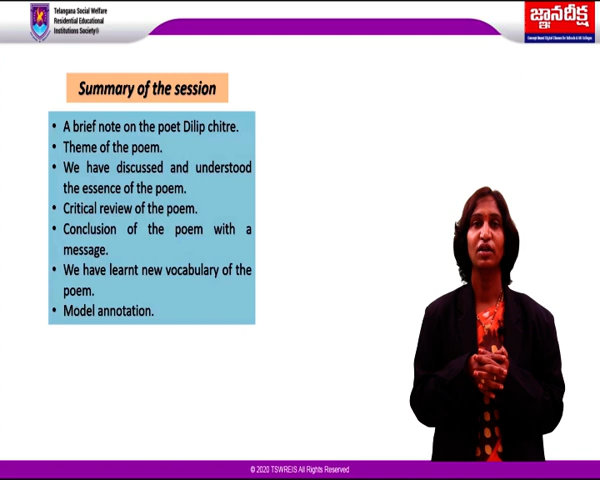 Telangana Social Welfare
Residential Educational
Institutions Society®
జ్ఞానదీక్ష
Summary of the session
• A brief note on the poet Dilip chitre.
• Theme of the poem.
• We have discussed and understood
the essence of the poem.
• Critical review of the poem.
• Conclusion of the poem with a
message.
• We have learnt new vocabulary of the
poem.
• Model annotation.
© 2020 TSWREIS All Rights Reserved